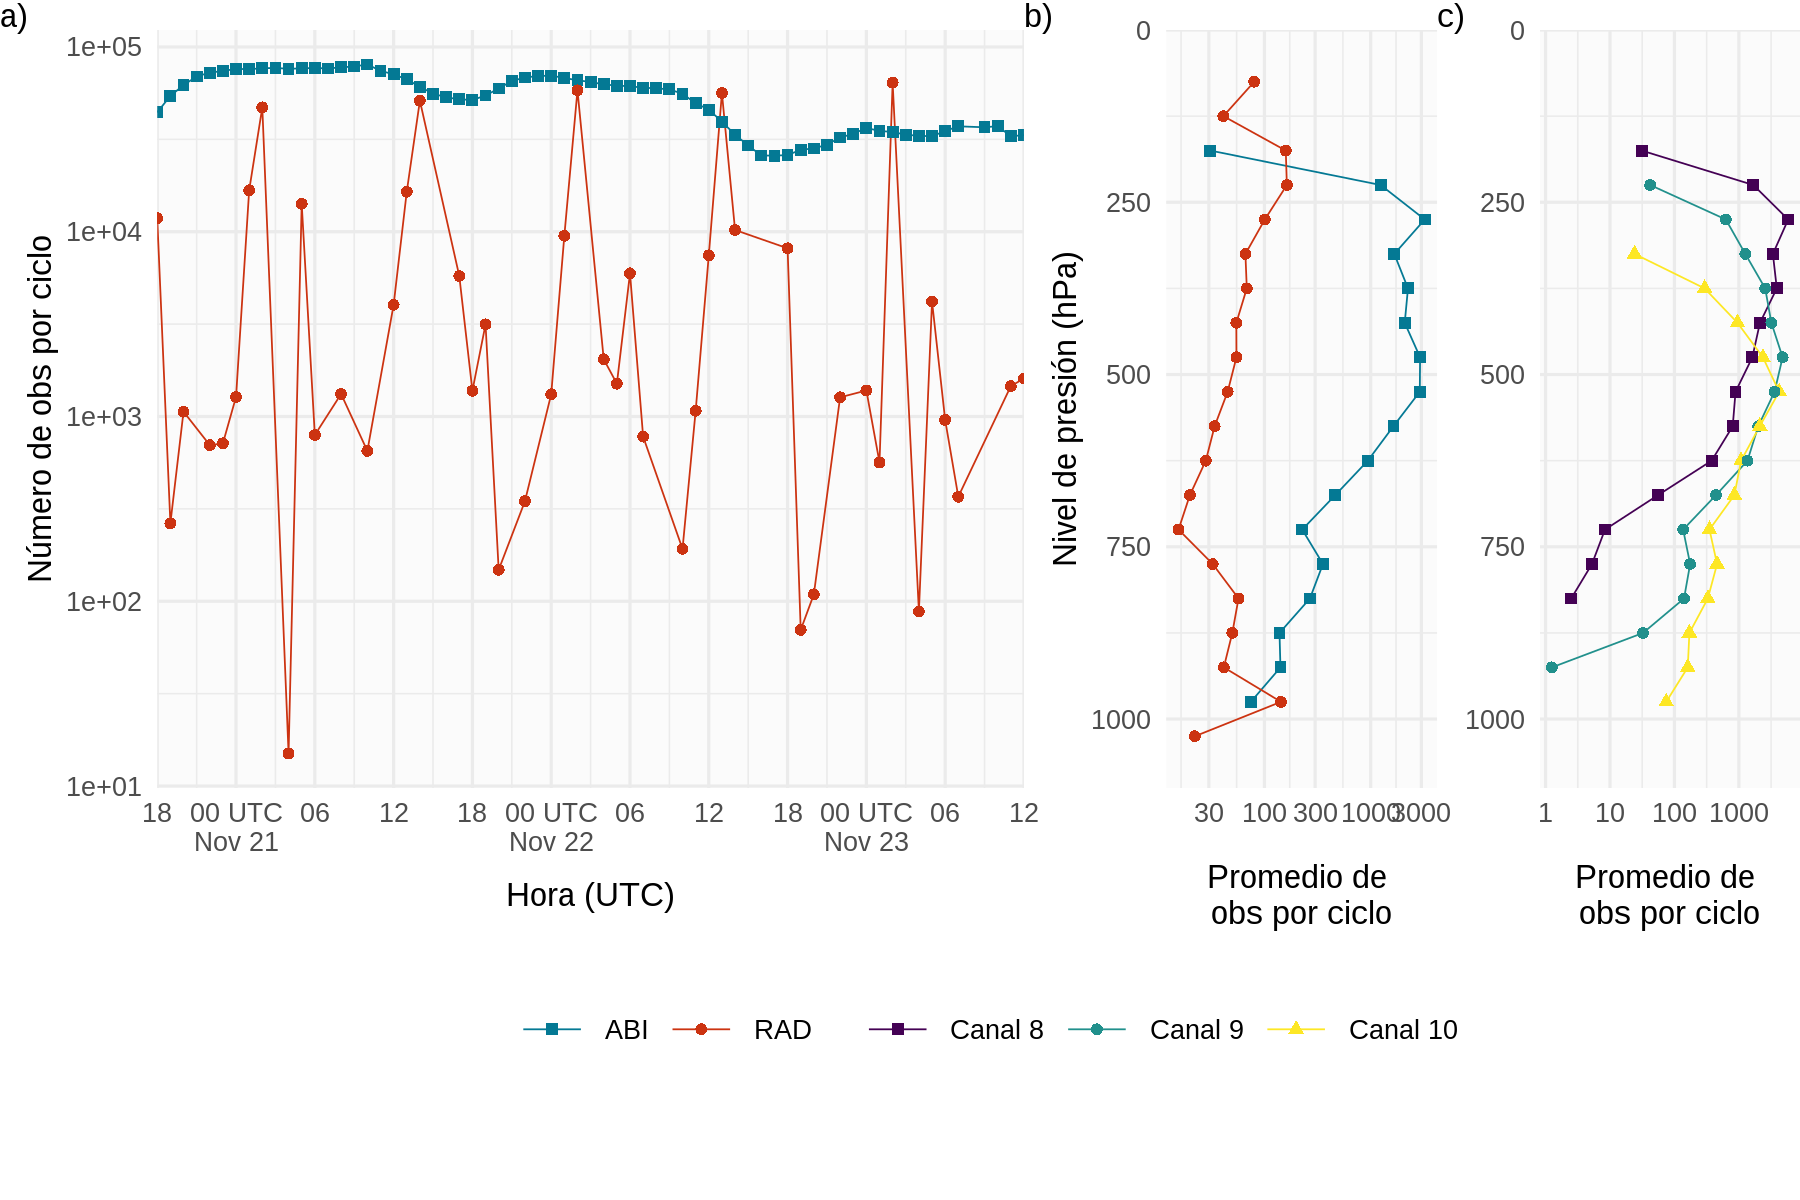 a)
Número de obs por ciclo
1e+05
1e+04
1e+03
1e+02
1e+01
18 00 UTC 06 12 18 00 UTC 06 12 18 00 UTC 06 12
Nov 21 Nov 22 Nov 23
Hora (UTC)
b)
Nivel de presión (hPa)
0
250
500
750
1000
30 100 300 1000 3000
Promedio de
obs por ciclo
c)
0
250
500
750
1000
1 10 100 1000
Promedio de
obs por ciclo
ABI RAD Canal 8 Canal 9 Canal 10